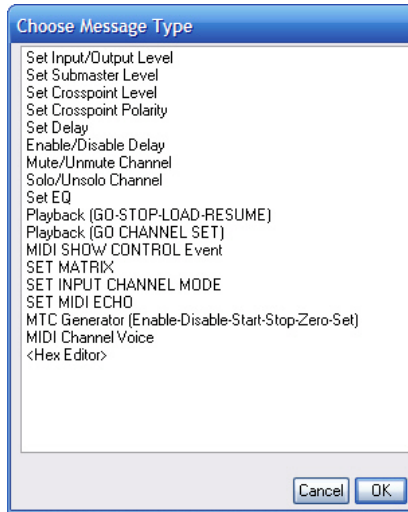 Choose Message Type
Set Input/Output Level
Set Submaster Level
Set Crosspoint Level
Set Crosspoint Polarity
Set Delay
Enable/Disable Delay
Mute/Unmute Channel
Solo/Unsolo Channel
Set EQ
Playback (GO-STOP-LOAD-RESUME)
Playback (GO CHANNEL SET)
MIDI SHOW CONTROL Event
SET MATRIX
SET INPUT CHANNEL MODE
SET MIDI ECHO
MTC Generator (Enable-Disable-Start-Stop-Zero-Set)
MIDI Channel Voice
<Hex Editor>
Cancel OK